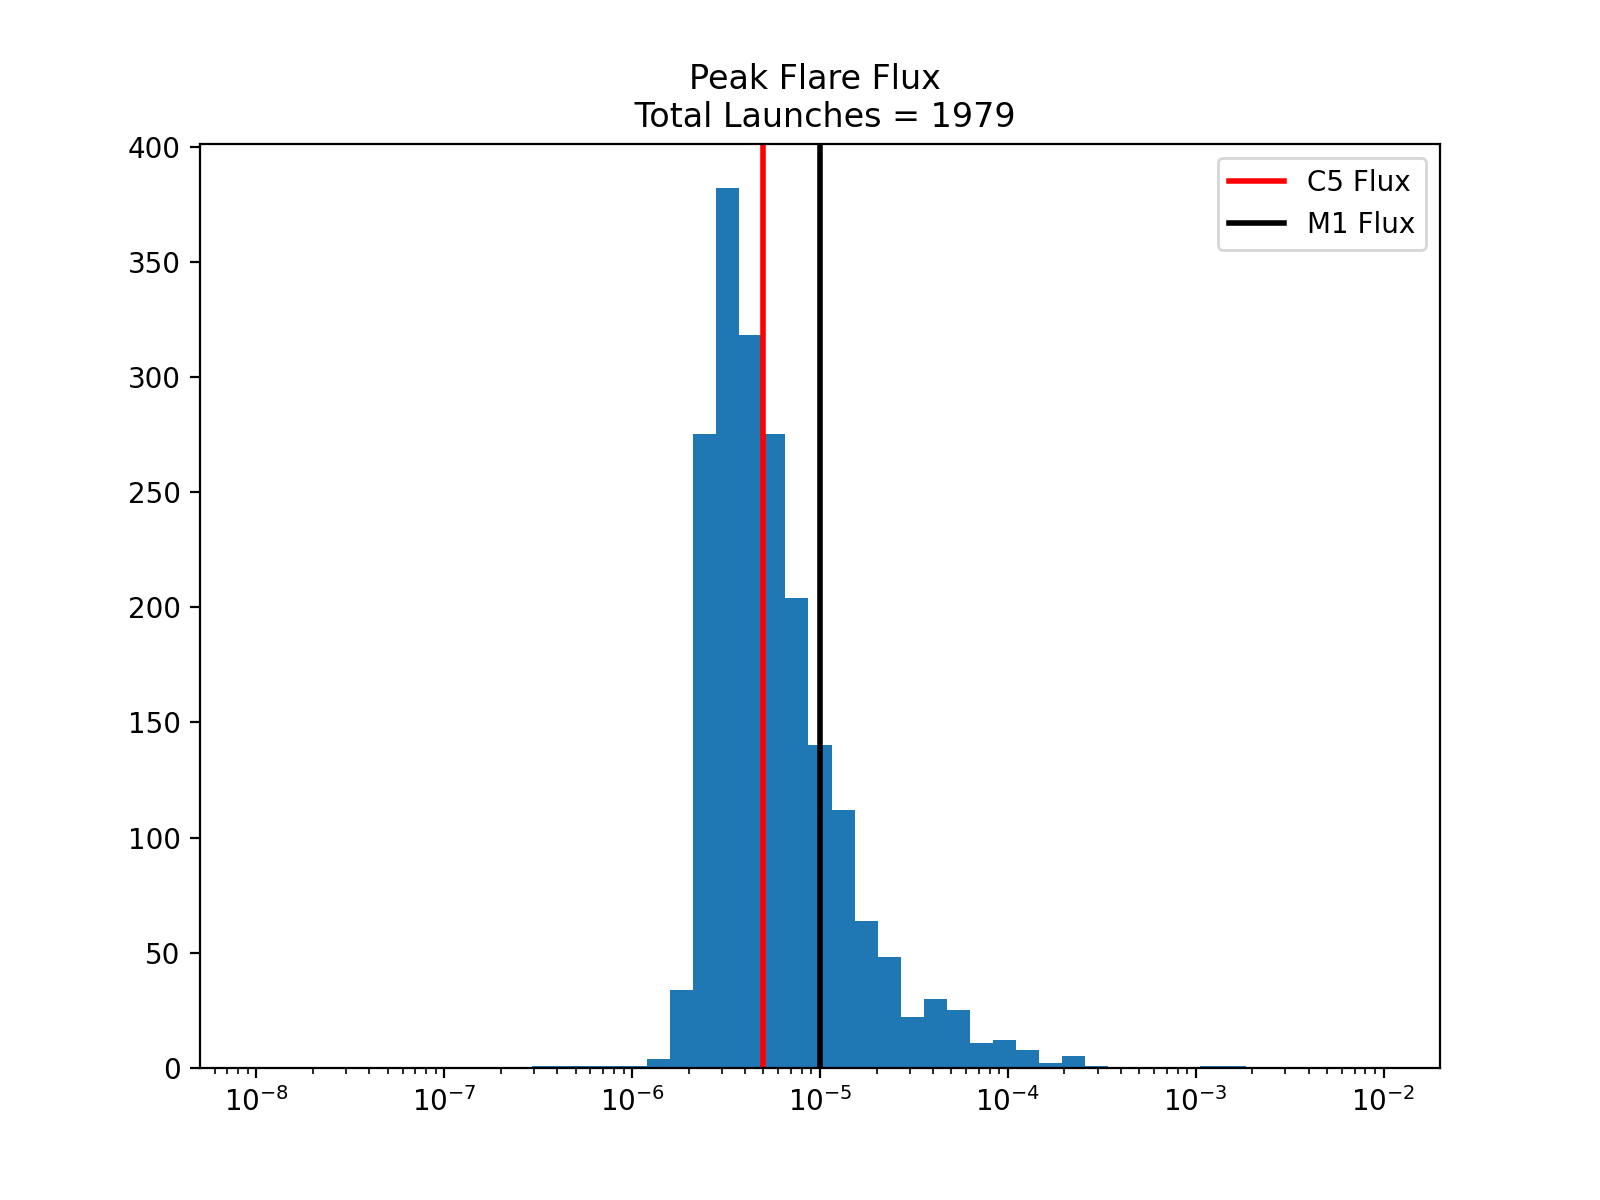 Peak Flare Flux
Total Launches = 1979
C5 Flux
M1 Flux
400
350
300
250
200
150
100
50
0
10⁻⁸ 10⁻⁷ 10⁻⁶ 10⁻⁵ 10⁻⁴ 10⁻³ 10⁻²